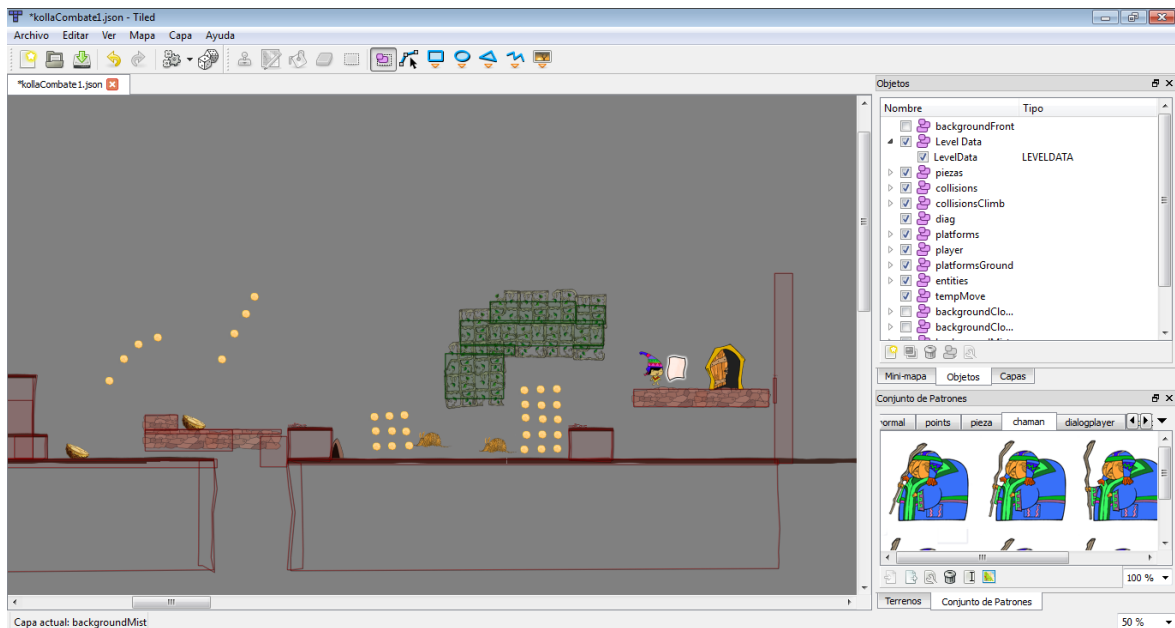 *kollaCombate1.json - Tiled
Archivo Editar Ver Mapa Capa Ayuda
*kollaCombate1.json
Objetos
Nombre Tipo
backgroundFront
Level Data
LevelData LEVELDATA
piezas
collisions
collisionsClimb
diag
platforms
player
platformsGround
entities
tempMove
backgroundClo...
backgroundClo...
Mini-mapa Objetos Capas
Conjunto de Patrones
points pieza chaman dialogplayer
100 %
Terrenos Conjunto de Patrones
Capa actual: backgroundMist
50 %